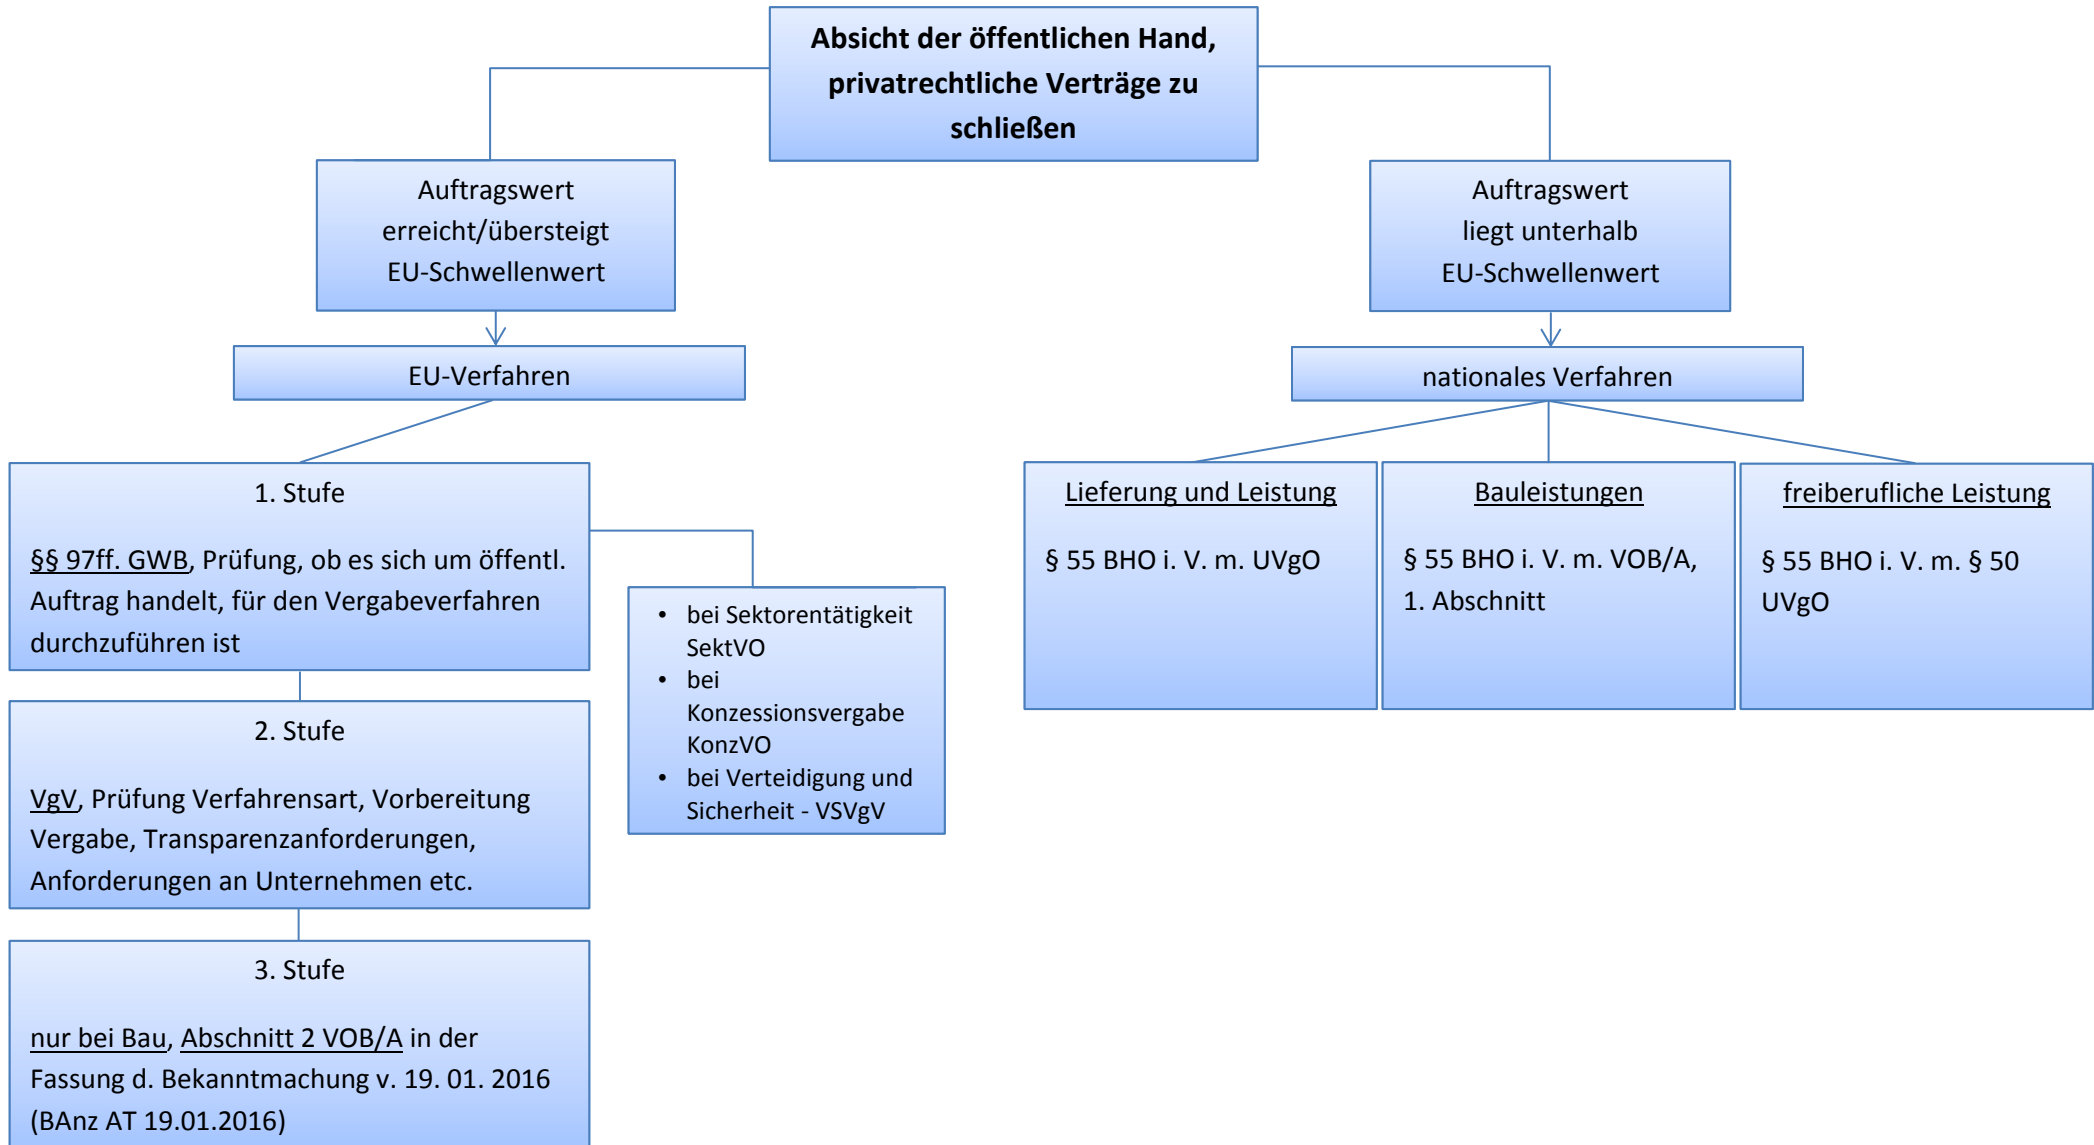 Absicht der öffentlichen Hand,
privatrechtliche Verträge zu
schließen
Auftragswert
erreicht/übersteigt
EU-Schwellenwert
Auftragswert
liegt unterhalb
EU-Schwellenwert
EU-Verfahren
nationales Verfahren
1. Stufe
§§ 97ff. GWB, Prüfung, ob es sich um öffentl.
Auftrag handelt, für den Vergabeverfahren
durchzuführen ist
• bei Sektorentätigkeit
SektVO
• bei
Konzessionsvergabe
KonzVO
• bei Verteidigung und
Sicherheit - VSVgV
2. Stufe
VgV, Prüfung Verfahrensart, Vorbereitung
Vergabe, Transparenzanforderungen,
Anforderungen an Unternehmen etc.
3. Stufe
nur bei Bau, Abschnitt 2 VOB/A in der
Fassung d. Bekanntmachung v. 19. 01. 2016
(BAnz AT 19.01.2016)
Lieferung und Leistung
§ 55 BHO i. V. m. UVgO
Bauleistungen
§ 55 BHO i. V. m. VOB/A,
1. Abschnitt
freiberufliche Leistung
§ 55 BHO i. V. m. § 50
UVgO